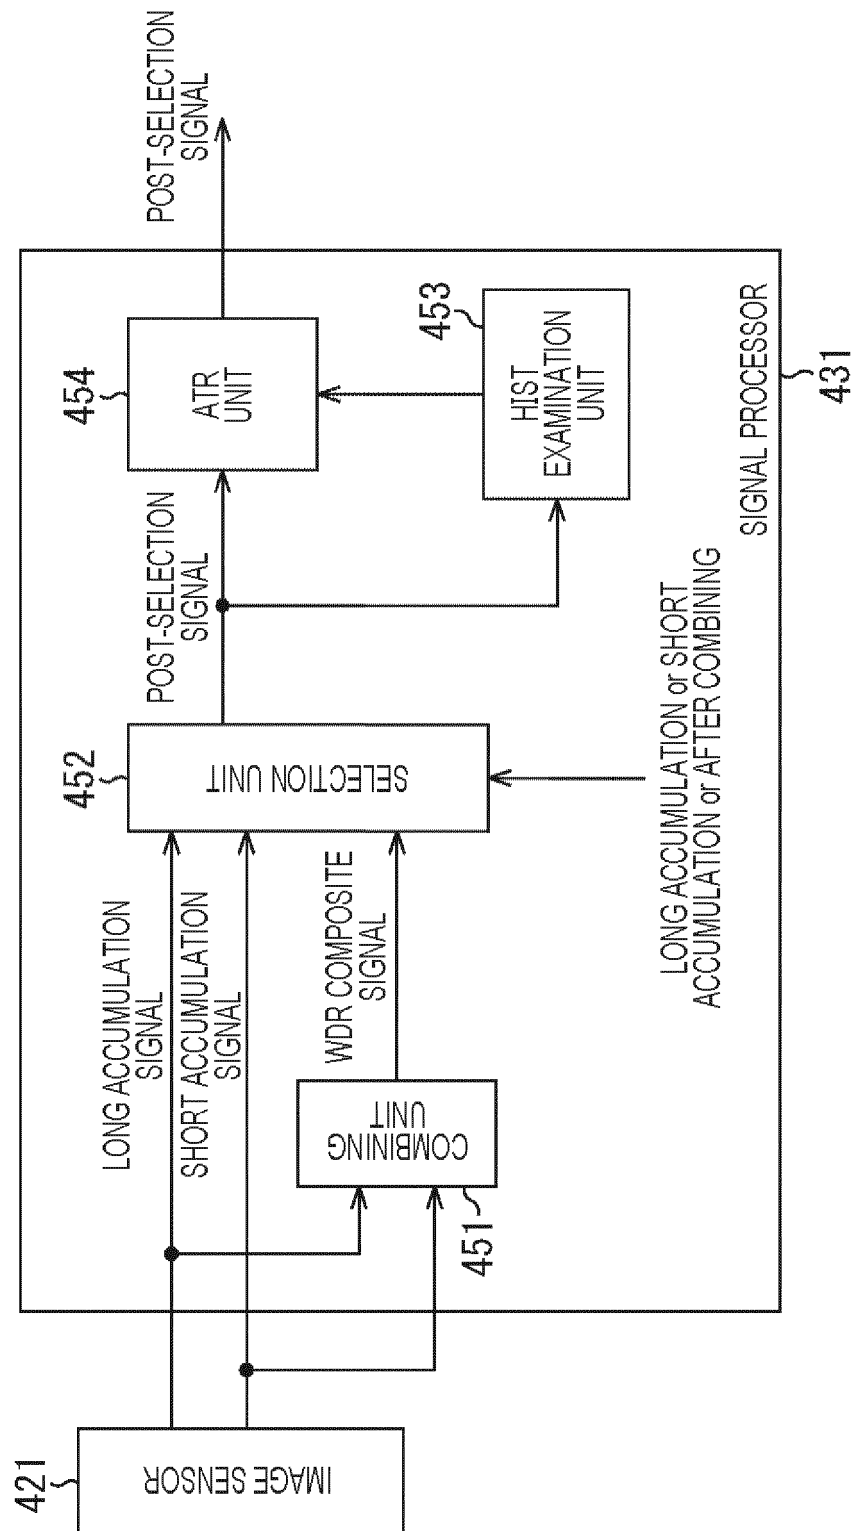 421
IMAGE SENSOR
LONG ACCUMULATION
SIGNAL
SHORT ACCUMULATION
SIGNAL
COMBINING
UNIT
451
WDR COMPOSITE
SIGNAL
452
SELECTION UNIT
LONG ACCUMULATION or SHORT
ACCUMULATION or AFTER COMBINING
POST-SELECTION
SIGNAL
454
ATR
UNIT
453
HIST
EXAMINATION
UNIT
SIGNAL PROCESSOR
431
POST-SELECTION
SIGNAL